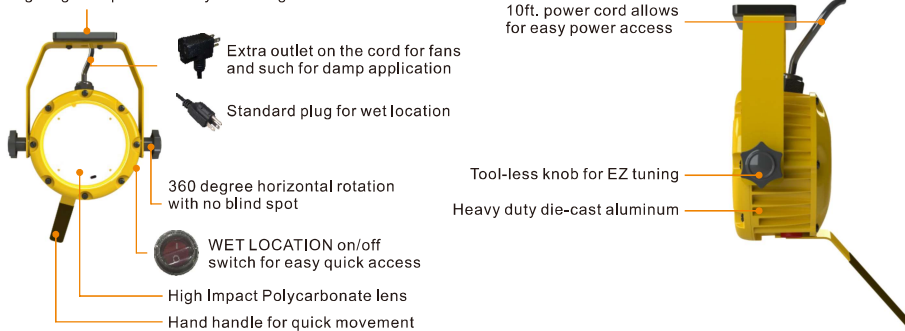 Extra outlet on the cord for fans
and such for damp application
Standard plug for wet location
360 degree horizontal rotation
with no blind spot
WET LOCATION on/off
switch for easy quick access
High Impact Polycarbonate lens
Hand handle for quick movement
10ft. power cord allows
for easy power access
Tool-less knob for EZ tuning
Heavy duty die-cast aluminum